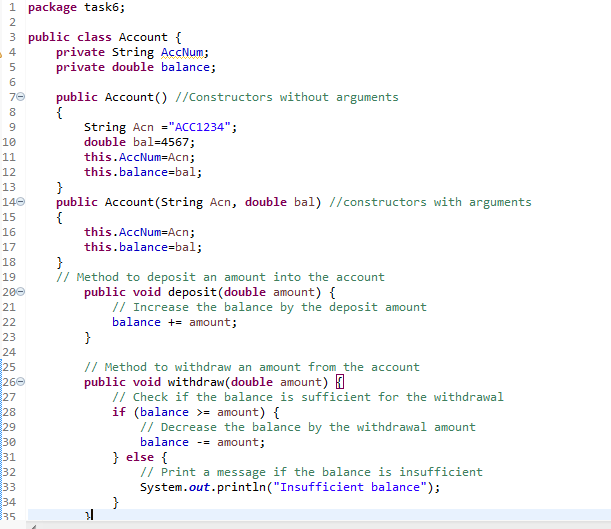 1 package task6;
2
3 public class Account {
4     private String AccNum;
5     private double balance;
6
7     public Account() //Constructors without arguments
8     {
9         String Acn ="ACC1234";
10         double bal=4567;
11         this.AccNum=Acn;
12         this.balance=bal;
13     }
14     public Account(String Acn, double bal) //constructors with arguments
15     {
16         this.AccNum=Acn;
17         this.balance=bal;
18     }
19     // Method to deposit an amount into the account
20         public void deposit(double amount) {
21             // Increase the balance by the deposit amount
22             balance += amount;
23         }
24
25         // Method to withdraw an amount from the account
26         public void withdraw(double amount) {
27             // Check if the balance is sufficient for the withdrawal
28             if (balance >= amount) {
29                 // Decrease the balance by the withdrawal amount
30                 balance -= amount;
31             } else {
32                 // Print a message if the balance is insufficient
33                 System.out.println("Insufficient balance");
34             }
35         }